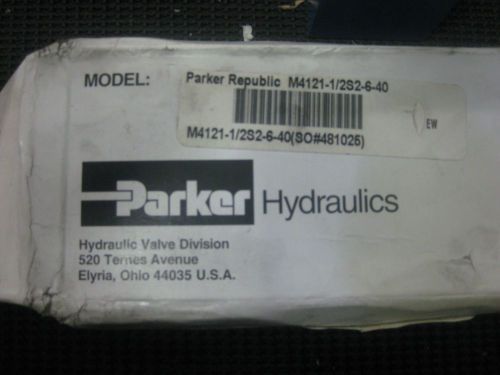 MODEL:
Parker Republic M4121-1/2S2-6-40
M4121-1/2S2-6-40(SO#481026)
EW
Parker Hydraulics
Hydraulic Valve Division
520 Ternes Avenue
Elyria, Ohio 44035 U.S.A.